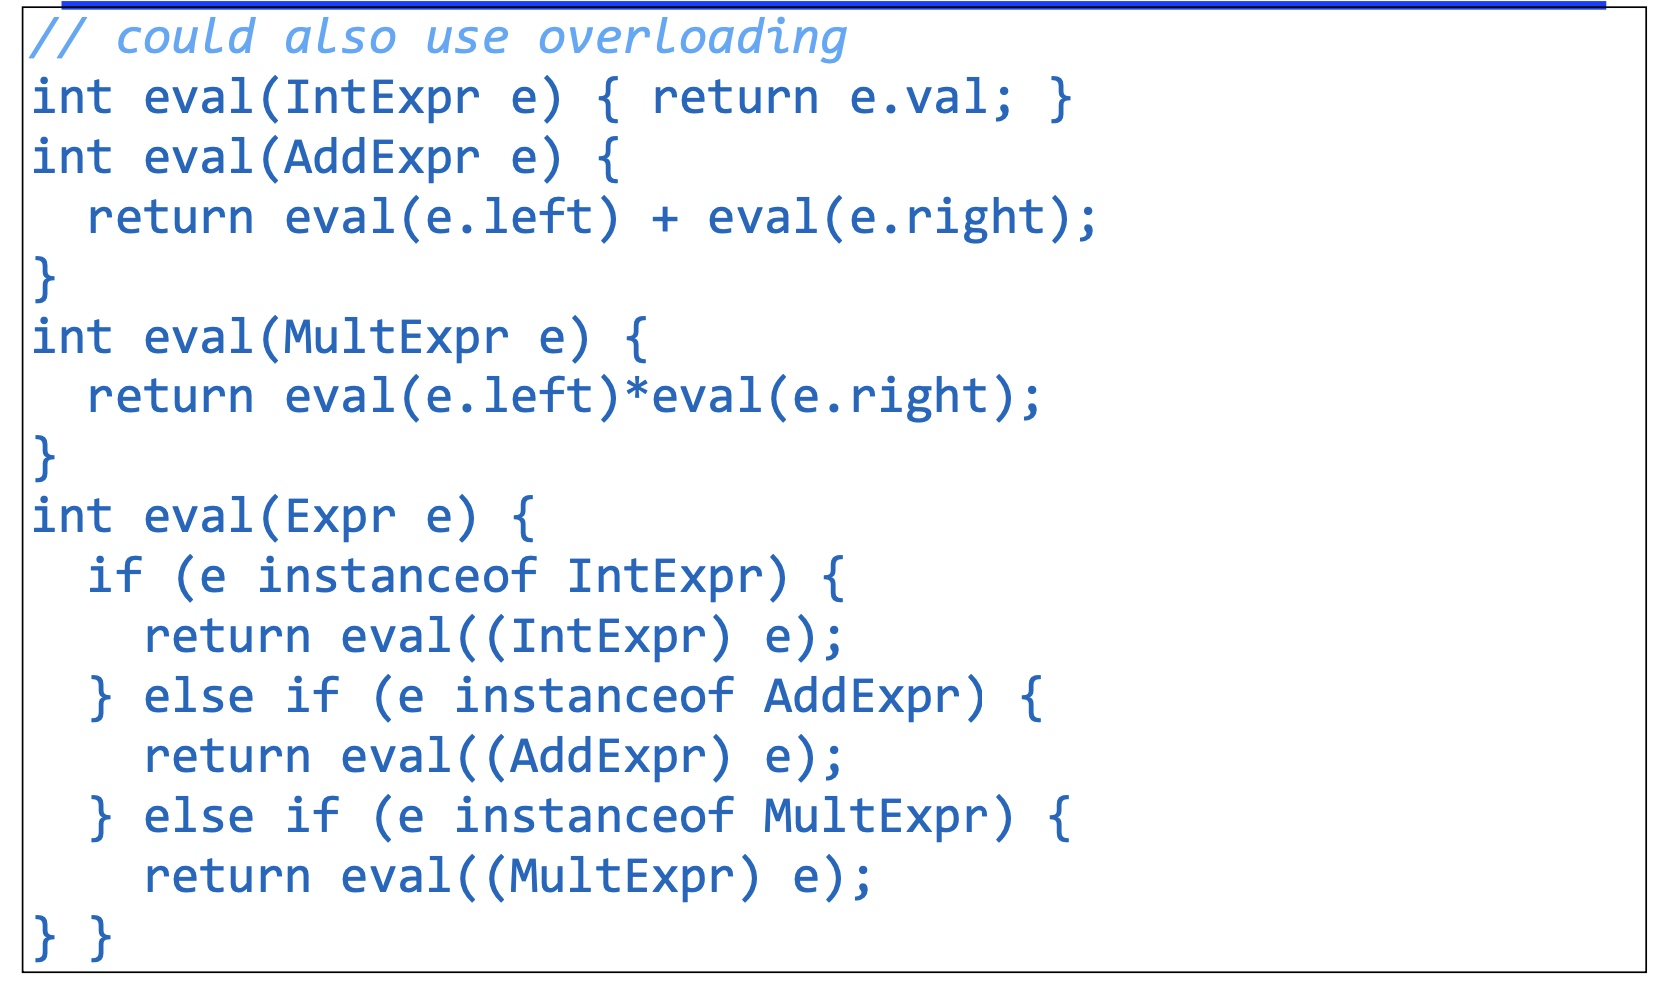 // could also use overloading
int eval(IntExpr e) { return e.val; }
int eval(AddExpr e) {
  return eval(e.left) + eval(e.right);
}
int eval(MultExpr e) {
  return eval(e.left)*eval(e.right);
}
int eval(Expr e) {
  if (e instanceof IntExpr) {
    return eval((IntExpr) e);
  } else if (e instanceof AddExpr) {
    return eval((AddExpr) e);
  } else if (e instanceof MultExpr) {
    return eval((MultExpr) e);
} }